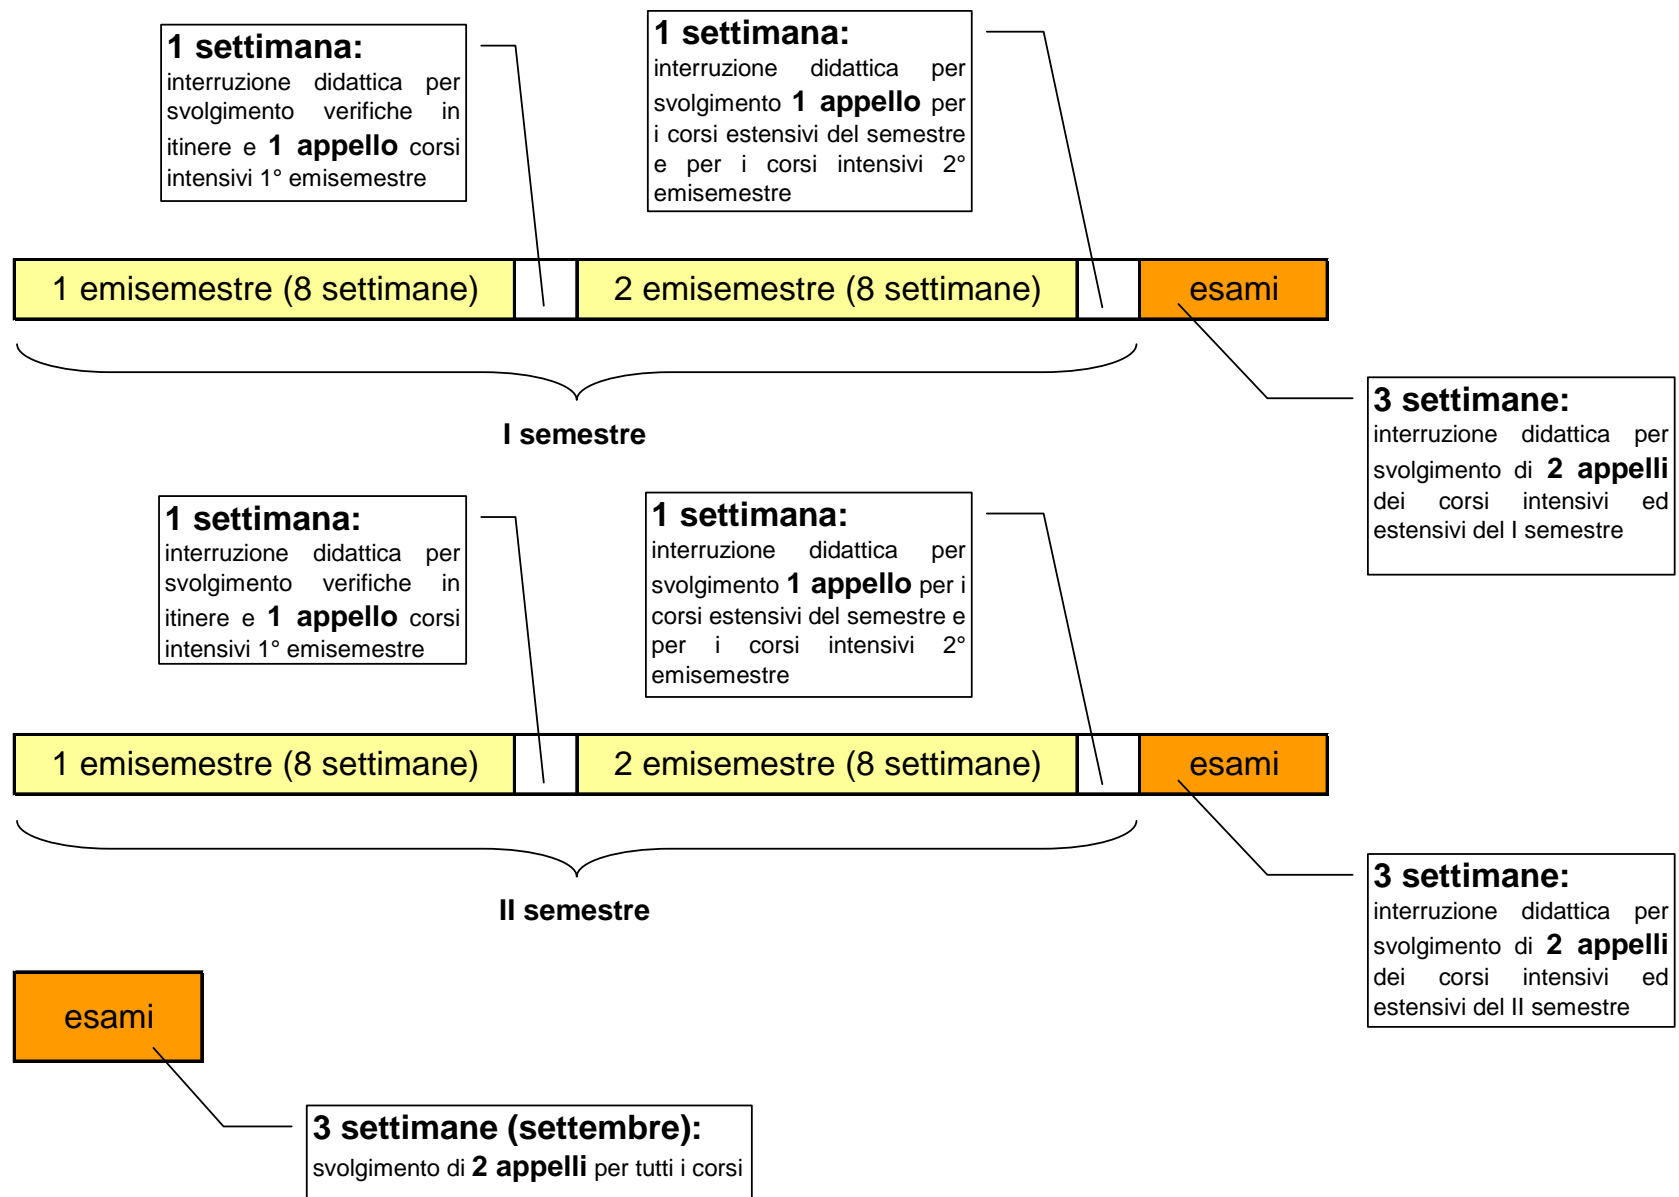 1 settimana:
interruzione didattica per
svolgimento verifiche in
itinere e 1 appello corsi
intensivi 1° emisemestre
1 settimana:
interruzione didattica per
svolgimento 1 appello per
i corsi estensivi del semestre
e per i corsi intensivi 2°
emisemestre
1 emisemestre (8 settimane)
2 emisemestre (8 settimane)
esami
I semestre
3 settimane:
interruzione didattica per
svolgimento di 2 appelli
dei corsi intensivi ed
estensivi del I semestre
1 settimana:
interruzione didattica per
svolgimento verifiche in
itinere e 1 appello corsi
intensivi 1° emisemestre
1 settimana:
interruzione didattica per
svolgimento 1 appello per i
corsi estensivi del semestre e
per i corsi intensivi 2°
emisemestre
1 emisemestre (8 settimane)
2 emisemestre (8 settimane)
esami
II semestre
3 settimane:
interruzione didattica per
svolgimento di 2 appelli
dei corsi intensivi ed
estensivi del II semestre
esami
3 settimane (settembre):
svolgimento di 2 appelli per tutti i corsi